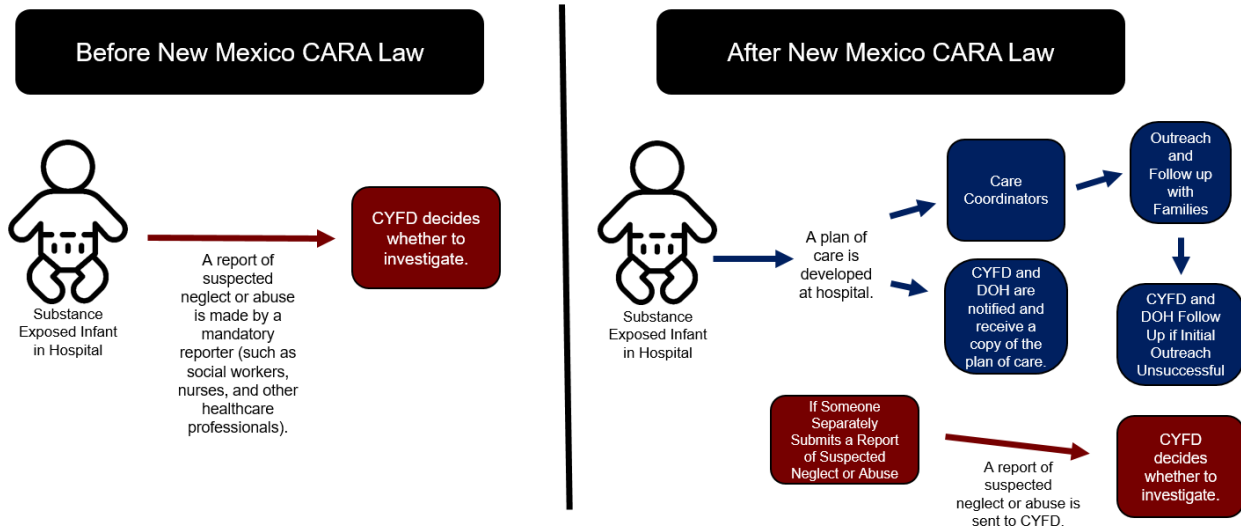 Before New Mexico CARA Law
Substance
Exposed Infant
in Hospital
A report of
suspected
neglect or abuse
is made by a
mandatory
reporter (such as
social workers,
nurses, and other
healthcare
professionals).
CYFD decides
whether to
investigate.
After New Mexico CARA Law
Substance
Exposed Infant
in Hospital
A plan of
care is
developed
at hospital.
Care
Coordinators
Outreach
and
Follow up
with
Families
CYFD and
DOH are
notified and
receive a
copy of the
plan of care.
CYFD and
DOH Follow
Up if Initial
Outreach
Unsuccessful
If Someone
Separately
Submits a Report
of Suspected
Neglect or Abuse
A report of
suspected
neglect or abuse is
sent to CYFD.
CYFD
decides
whether to
investigate.